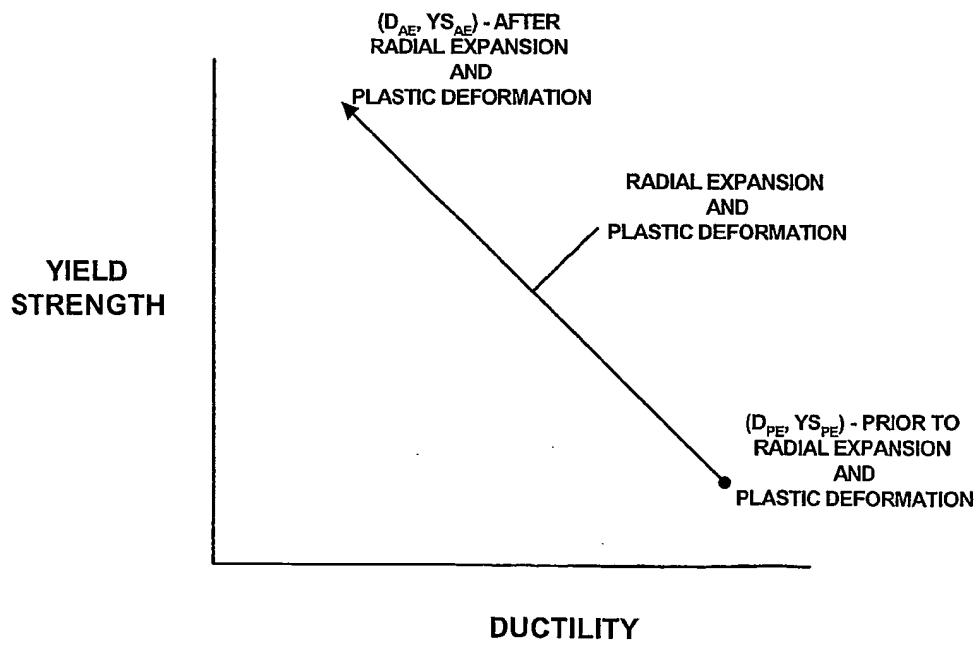 (D_AE, YS_AE) - AFTER
RADIAL EXPANSION
AND
PLASTIC DEFORMATION
RADIAL EXPANSION
AND
PLASTIC DEFORMATION
YIELD
STRENGTH
(D_PE, YS_PE) - PRIOR TO
RADIAL EXPANSION
AND
PLASTIC DEFORMATION
DUCTILITY